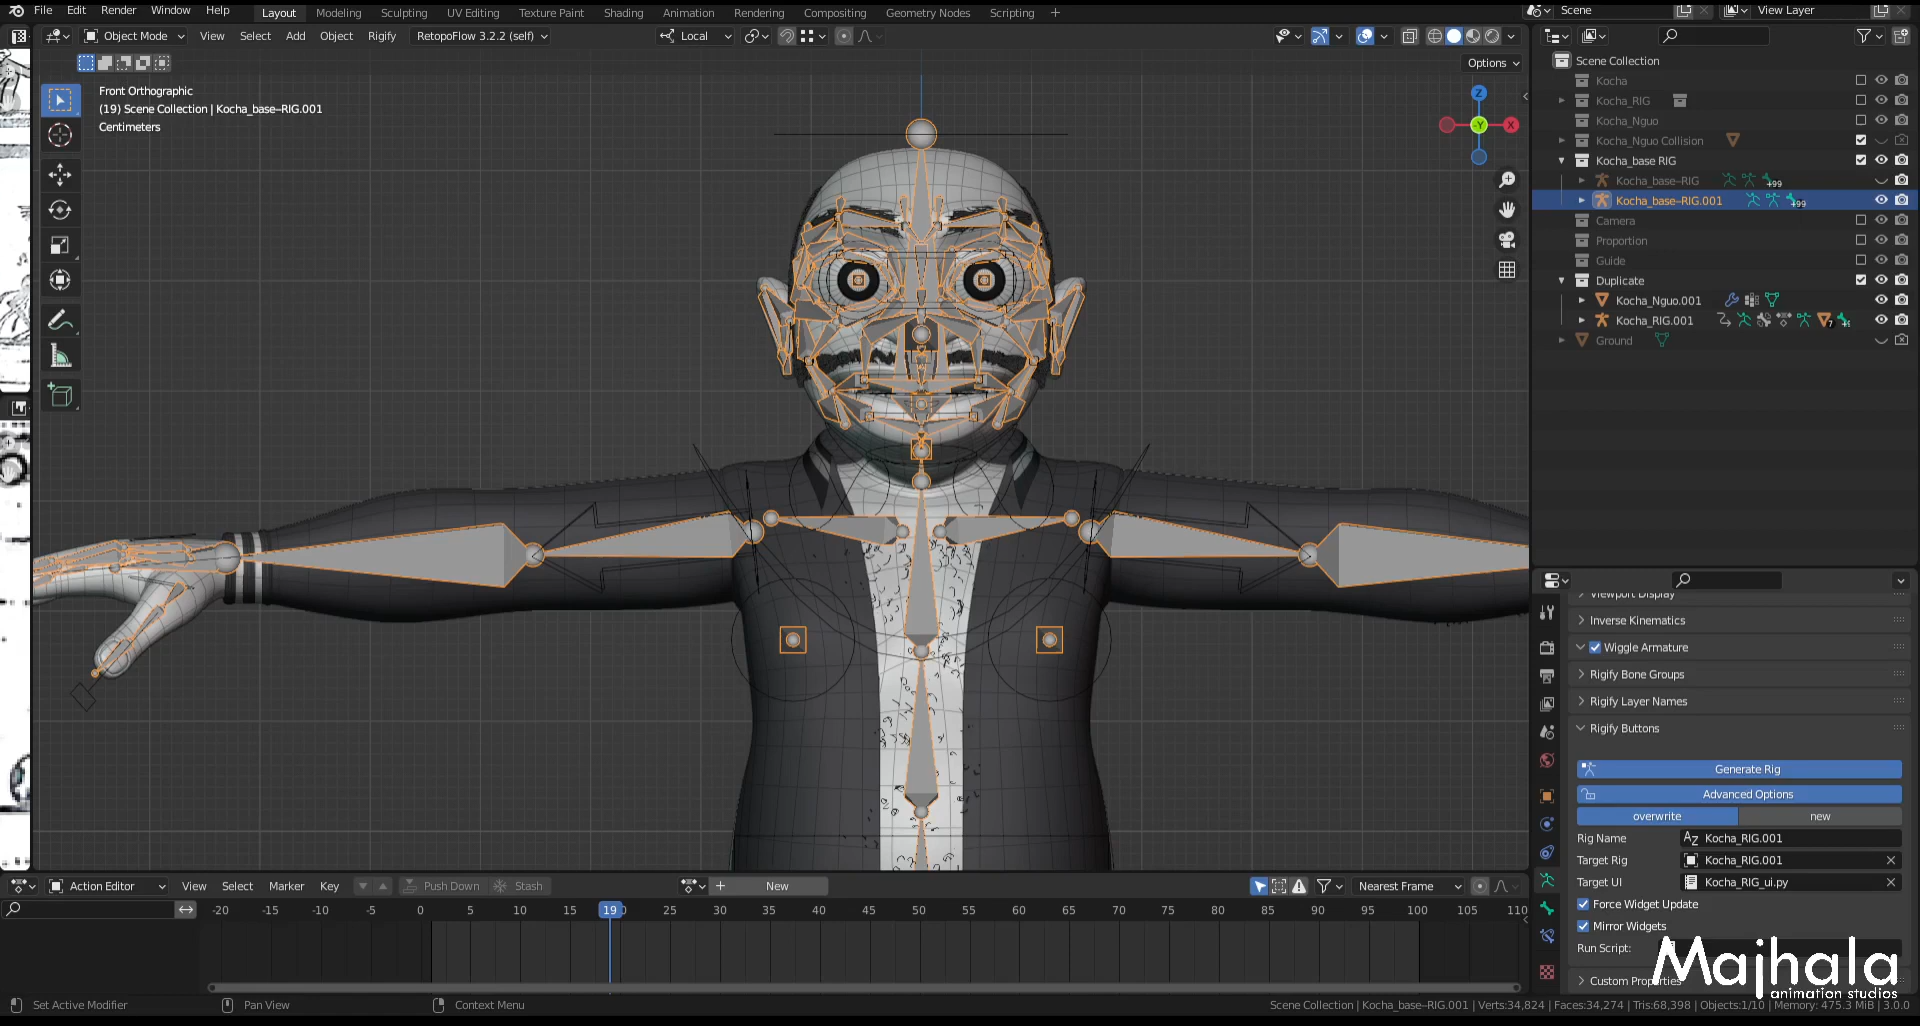 File Edit Render Window Help Layout Modeling Sculpting UV Editing Texture Paint Shading Animation Rendering Compositing Geometry Nodes Scripting + Scene View Layer
Object Mode View Select Add Object Rigify RetopoFlow 3.2.2 (self) Local
Options
Front Orthographic
(19) Scene Collection | Kocha_base-RIG.001
Centimeters
Z
-Y
X
Scene Collection
Kocha
Kocha_RIG
Kocha_Nguo
Kocha_Nguo Collision
Kocha_base RIG
Kocha_base-RIG +99
Kocha_base-RIG.001 +99
Camera
Proportion
Guide
Duplicate
Kocha_Nguo.001
Kocha_RIG.001 7
Ground
Viewport Display
Inverse Kinematics
Wiggle Armature
Rigify Bone Groups
Rigify Layer Names
Rigify Buttons
Generate Rig
Advanced Options
overwrite new
Rig Name Kocha_RIG.001
Target Rig Kocha_RIG.001
Target UI Kocha_RIG_ui.py
Force Widget Update
Mirror Widgets
Run Script:
Custom Properties
Action Editor View Select Marker Key Push Down Stash New Nearest Frame
-20 -15 -10 -5 0 5 10 15 19 25 30 35 40 45 50 55 60 65 70 75 80 85 90 95 100 105 110
Majhala
animation studios
Set Active Modifier Pan View Context Menu Scene Collection | Kocha_base-RIG.001 | Verts:34,824 | Faces:34,274 | Tris:68,398 | Objects:1/10 | Memory: 475.3 MiB | 3.0.0